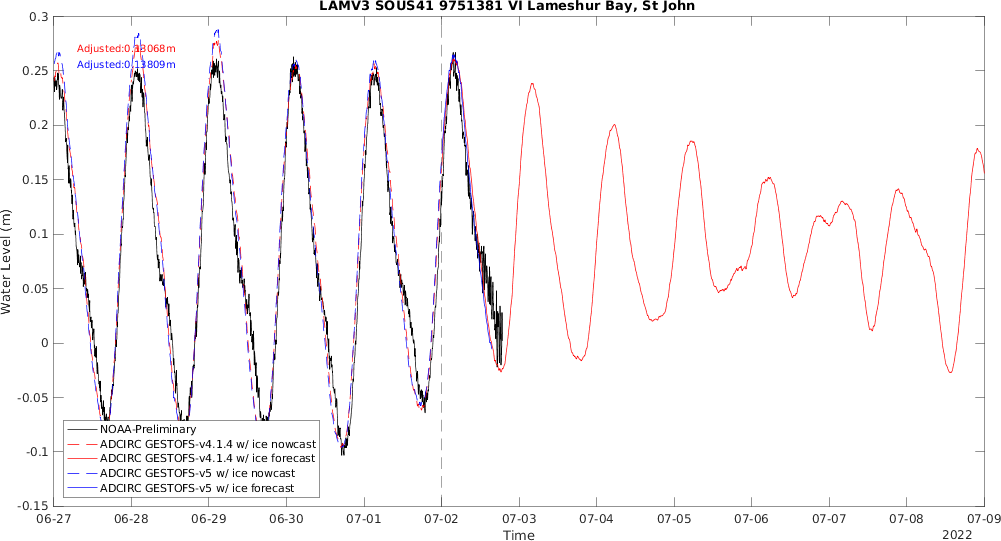 LAMV3 SOUS41 9751381 VI Lameshur Bay, St John
0.3
0.25
0.2
0.15
0.1
0.05
0
-0.05
-0.1
-0.15
Water Level (m)
Adjusted:0.13068m
Adjusted:0.13809m
NOAA-Preliminary
ADCIRC GESTOFS-v4.1.4 w/ ice nowcast
ADCIRC GESTOFS-v4.1.4 w/ ice forecast
ADCIRC GESTOFS-v5 w/ ice nowcast
ADCIRC GESTOFS-v5 w/ ice forecast
06-27 06-28 06-29 06-30 07-01 07-02 07-03 07-04 07-05 07-06 07-07 07-08 07-09
Time
2022